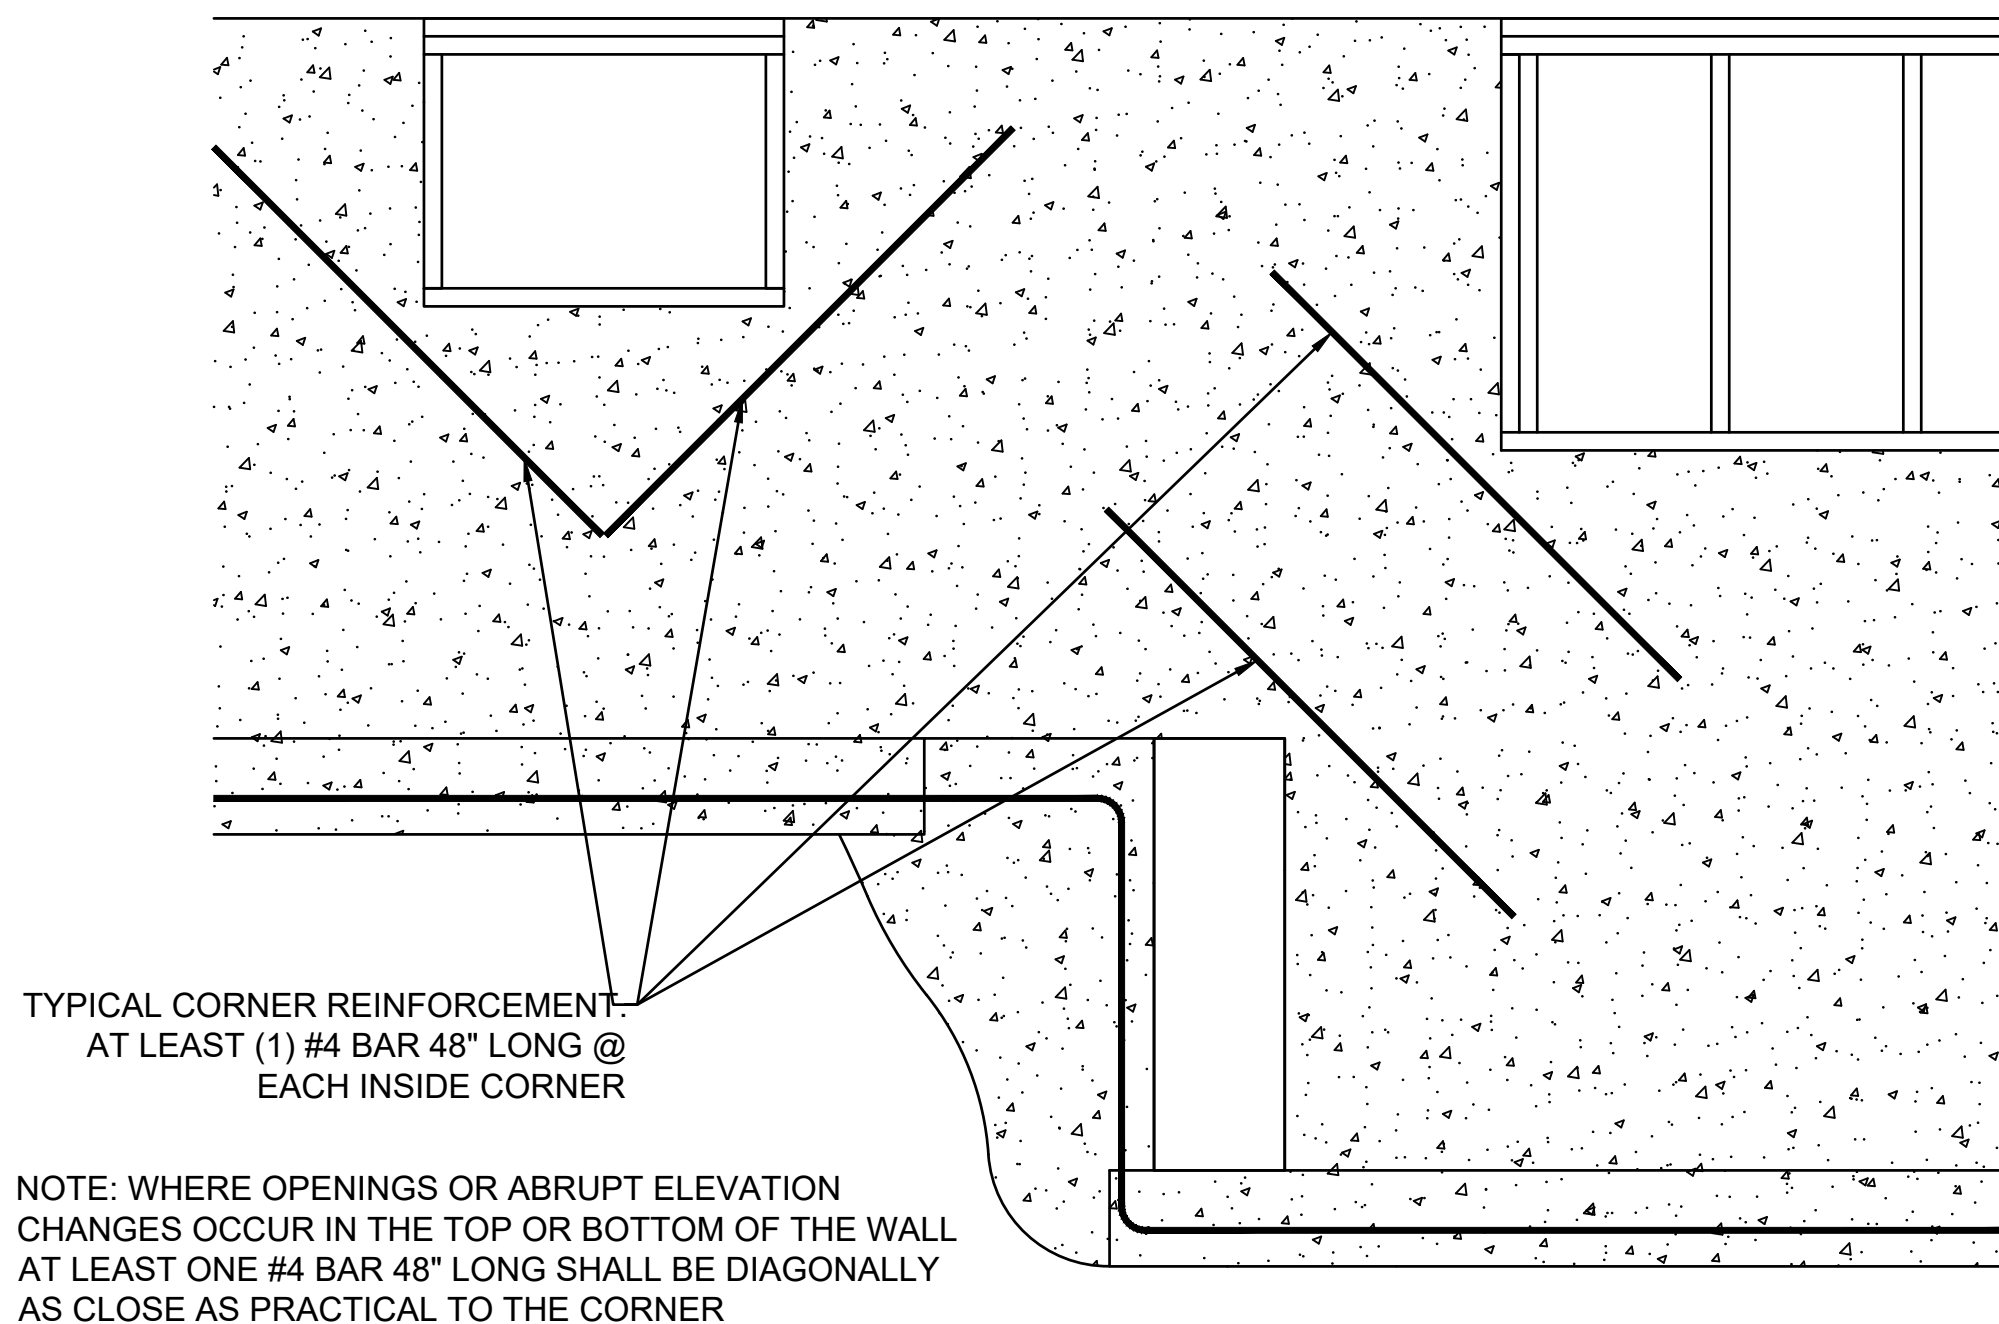 TYPICAL CORNER REINFORCEMENT.
AT LEAST (1) #4 BAR 48" LONG @
EACH INSIDE CORNER
NOTE: WHERE OPENINGS OR ABRUPT ELEVATION
CHANGES OCCUR IN THE TOP OR BOTTOM OF THE WALL
AT LEAST ONE #4 BAR 48" LONG SHALL BE DIAGONALLY
AS CLOSE AS PRACTICAL TO THE CORNER